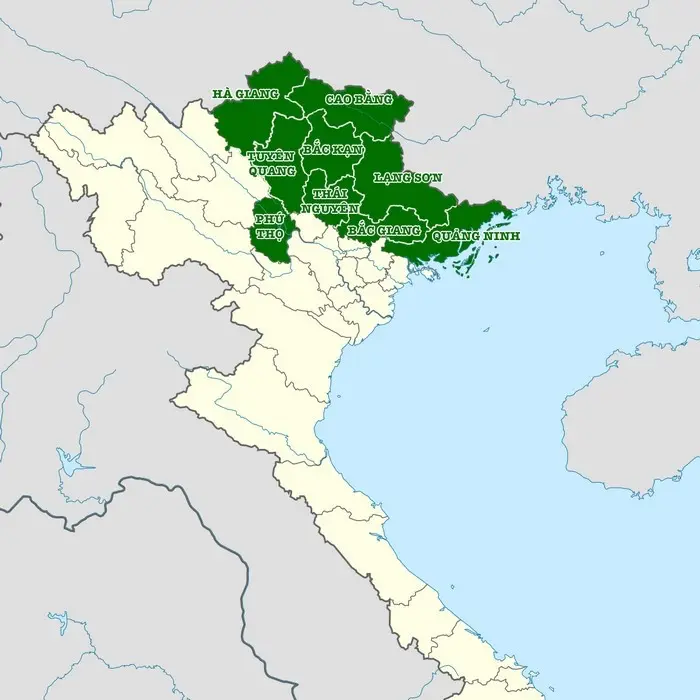 HÀ GIANG
CAO BẰNG
TUYÊN
QUANG
BẮC KẠN
LẠNG SƠN
THÁI
NGUYÊN
PHÚ
THỌ
BẮC GIANG
QUẢNG NINH